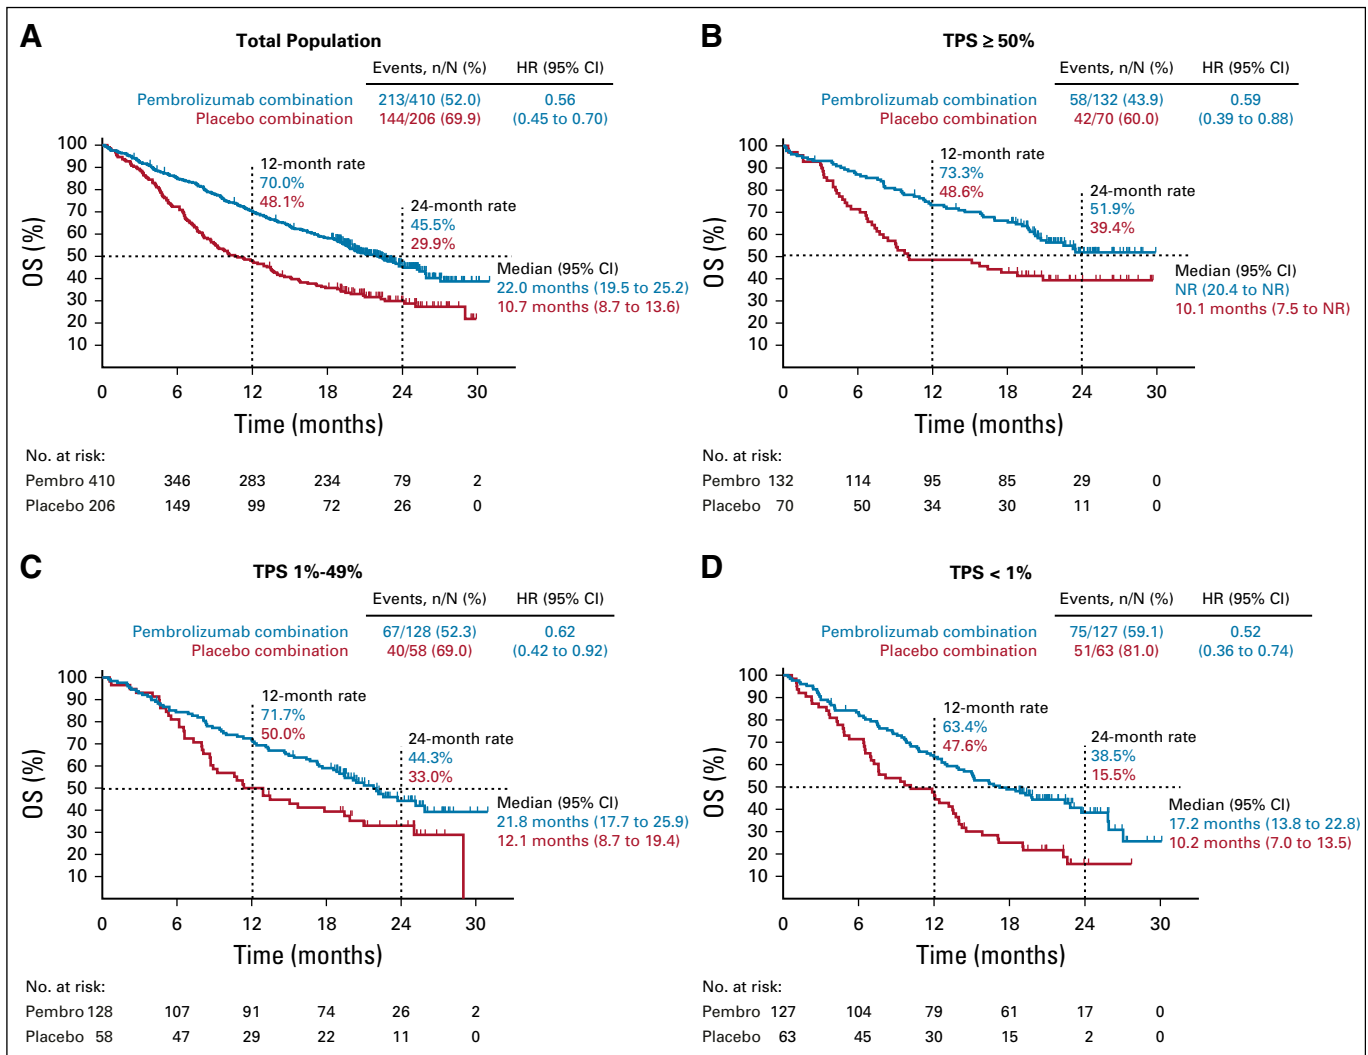 A
Total Population
Events, n/N (%) HR (95% CI)
Pembrolizumab combination 213/410 (52.0) 0.56
Placebo combination 144/206 (69.9) (0.45 to 0.70)
100
90
80
70
60
50
40
30
20
10
OS (%)
12-month rate
70.0%
48.1%
24-month rate
45.5%
29.9%
Median (95% CI)
22.0 months (19.5 to 25.2)
10.7 months (8.7 to 13.6)
0 6 12 18 24 30
Time (months)
No. at risk:
Pembro 410 346 283 234 79 2
Placebo 206 149 99 72 26 0
B
TPS ≥ 50%
Events, n/N (%) HR (95% CI)
Pembrolizumab combination 58/132 (43.9) 0.59
Placebo combination 42/70 (60.0) (0.39 to 0.88)
100
90
80
70
60
50
40
30
20
10
OS (%)
12-month rate
73.3%
48.6%
24-month rate
51.9%
39.4%
Median (95% CI)
NR (20.4 to NR)
10.1 months (7.5 to NR)
0 6 12 18 24 30
Time (months)
No. at risk:
Pembro 132 114 95 85 29 0
Placebo 70 50 34 30 11 0
C
TPS 1%-49%
Events, n/N (%) HR (95% CI)
Pembrolizumab combination 67/128 (52.3) 0.62
Placebo combination 40/58 (69.0) (0.42 to 0.92)
100
90
80
70
60
50
40
30
20
10
OS (%)
12-month rate
71.7%
50.0%
24-month rate
44.3%
33.0%
Median (95% CI)
21.8 months (17.7 to 25.9)
12.1 months (8.7 to 19.4)
0 6 12 18 24 30
Time (months)
No. at risk:
Pembro 128 107 91 74 26 2
Placebo 58 47 29 22 11 0
D
TPS < 1%
Events, n/N (%) HR (95% CI)
Pembrolizumab combination 75/127 (59.1) 0.52
Placebo combination 51/63 (81.0) (0.36 to 0.74)
100
90
80
70
60
50
40
30
20
10
OS (%)
12-month rate
63.4%
47.6%
24-month rate
38.5%
15.5%
Median (95% CI)
17.2 months (13.8 to 22.8)
10.2 months (7.0 to 13.5)
0 6 12 18 24 30
Time (months)
No. at risk:
Pembro 127 104 79 61 17 0
Placebo 63 45 30 15 2 0